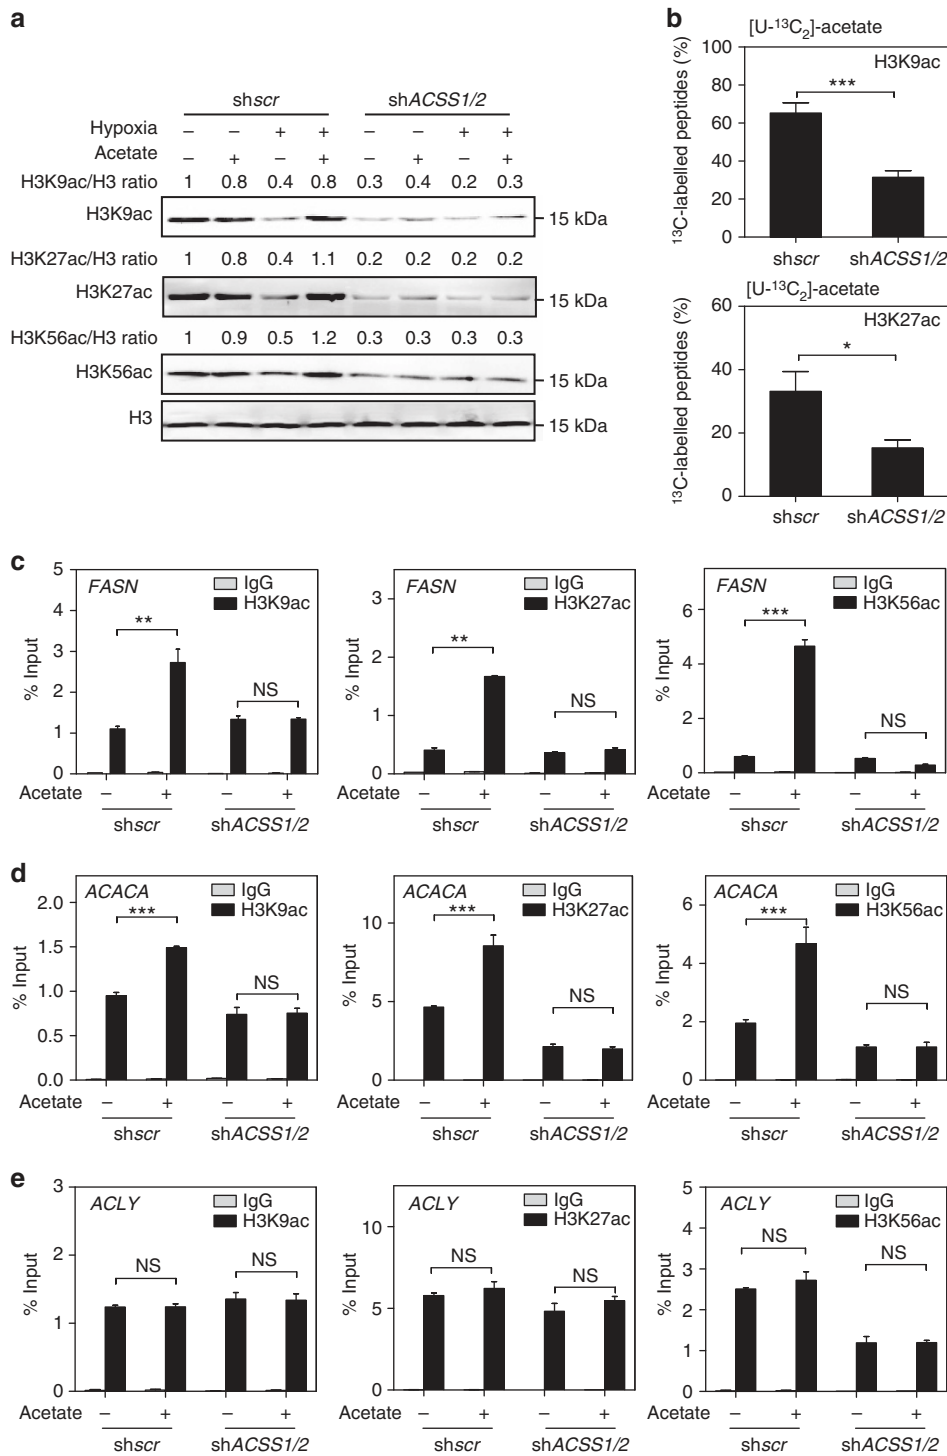 a
shscr shACSS1/2
Hypoxia – – + + – – + +
Acetate – + – + – + – +
H3K9ac/H3 ratio 1 0.8 0.4 0.8 0.3 0.4 0.2 0.3
H3K9ac 15 kDa
H3K27ac/H3 ratio 1 0.8 0.4 1.1 0.2 0.2 0.2 0.2
H3K27ac 15 kDa
H3K56ac/H3 ratio 1 0.9 0.5 1.2 0.3 0.3 0.3 0.3
H3K56ac 15 kDa
H3 15 kDa
b
[U-¹³C₂]-acetate
H3K9ac
***
¹³C-labelled peptides (%)
100
80
60
40
20
0
shscr shACSS1/2
[U-¹³C₂]-acetate
H3K27ac
*
¹³C-labelled peptides (%)
60
40
20
0
shscr shACSS1/2
c
FASN
IgG
H3K9ac
** NS
% Input
5
4
3
2
1
0
Acetate – + – +
shscr shACSS1/2
FASN
IgG
H3K27ac
** NS
% Input
3
2
1
0
– + – +
shscr shACSS1/2
FASN
IgG
H3K56ac
*** NS
% Input
6
4
2
0
Acetate – + – +
shscr shACSS1/2
d
ACACA
IgG
H3K9ac
*** NS
% Input
2.0
1.5
1.0
0.5
0.0
Acetate – + – +
shscr shACSS1/2
ACACA
IgG
H3K27ac
*** NS
% Input
10
5
0
Acetate – + – +
shscr shACSS1/2
ACACA
IgG
H3K56ac
*** NS
% Input
6
4
2
0
Acetate – + – +
shscr shACSS1/2
e
ACLY
IgG
H3K9ac
NS NS
% Input
3
2
1
0
Acetate – + – +
shscr shACSS1/2
ACLY
IgG
H3K27ac
NS NS
% Input
10
5
0
Acetate – + – +
shscr shACSS1/2
ACLY
IgG
H3K56ac
NS NS
% Input
5
4
3
2
1
0
Acetate – + – +
shscr shACSS1/2